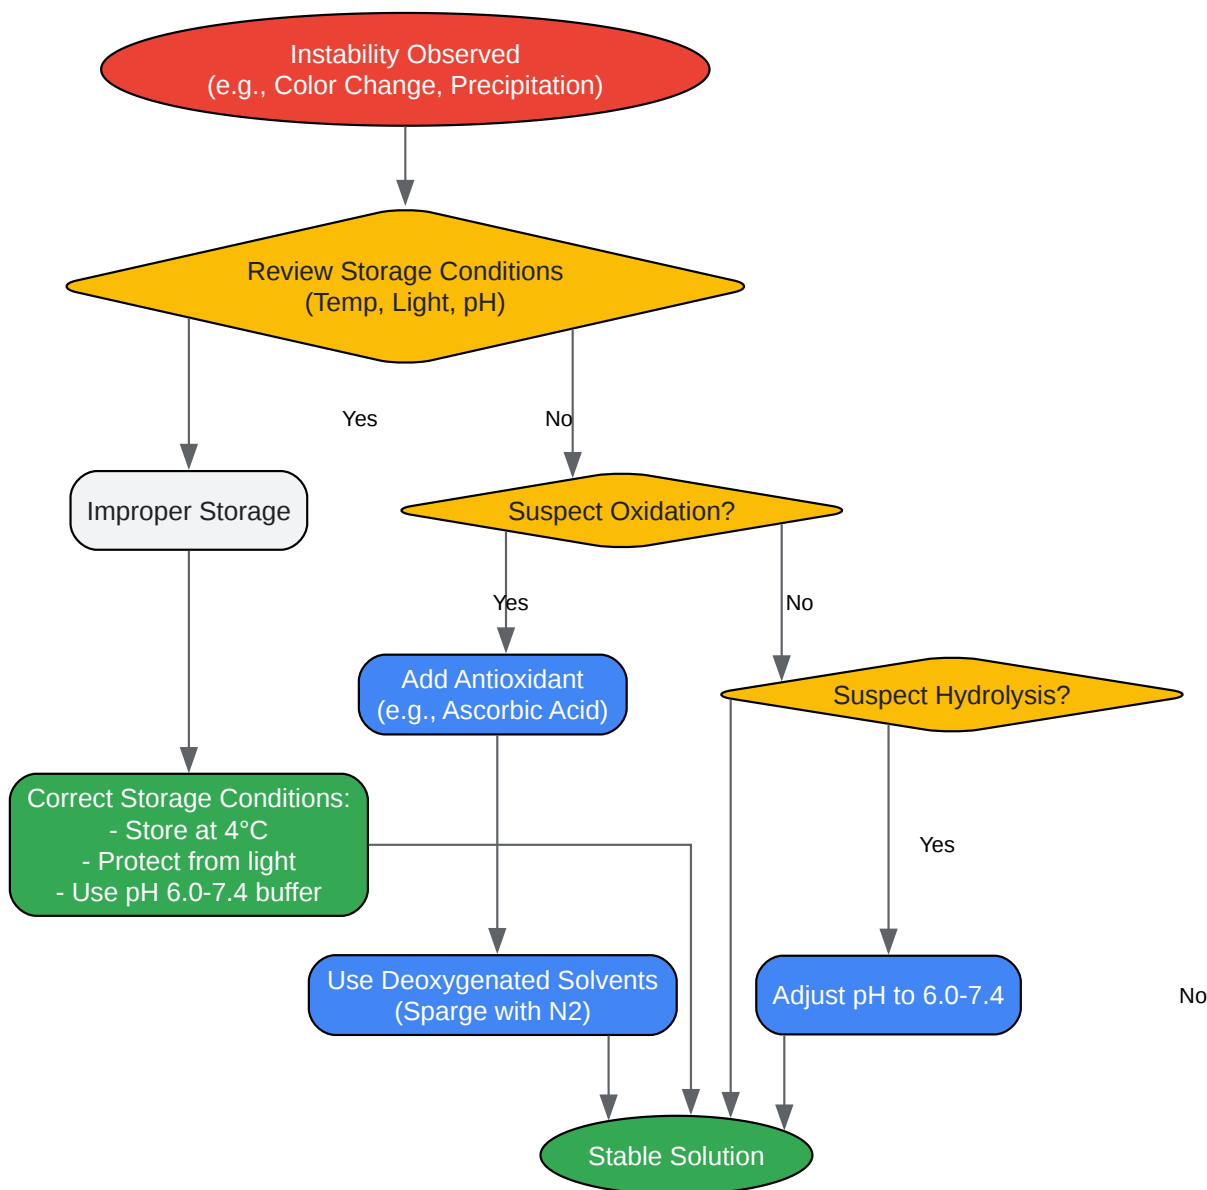 Instability Observed
(e.g., Color Change, Precipitation)
Review Storage Conditions
(Temp, Light, pH)
Yes
No
Improper Storage
Suspect Oxidation?
Yes
No
Add Antioxidant
(e.g., Ascorbic Acid)
Suspect Hydrolysis?
Correct Storage Conditions:
- Store at 4°C
- Protect from light
- Use pH 6.0-7.4 buffer
Yes
Use Deoxygenated Solvents
(Sparge with N2)
Adjust pH to 6.0-7.4
No
Stable Solution